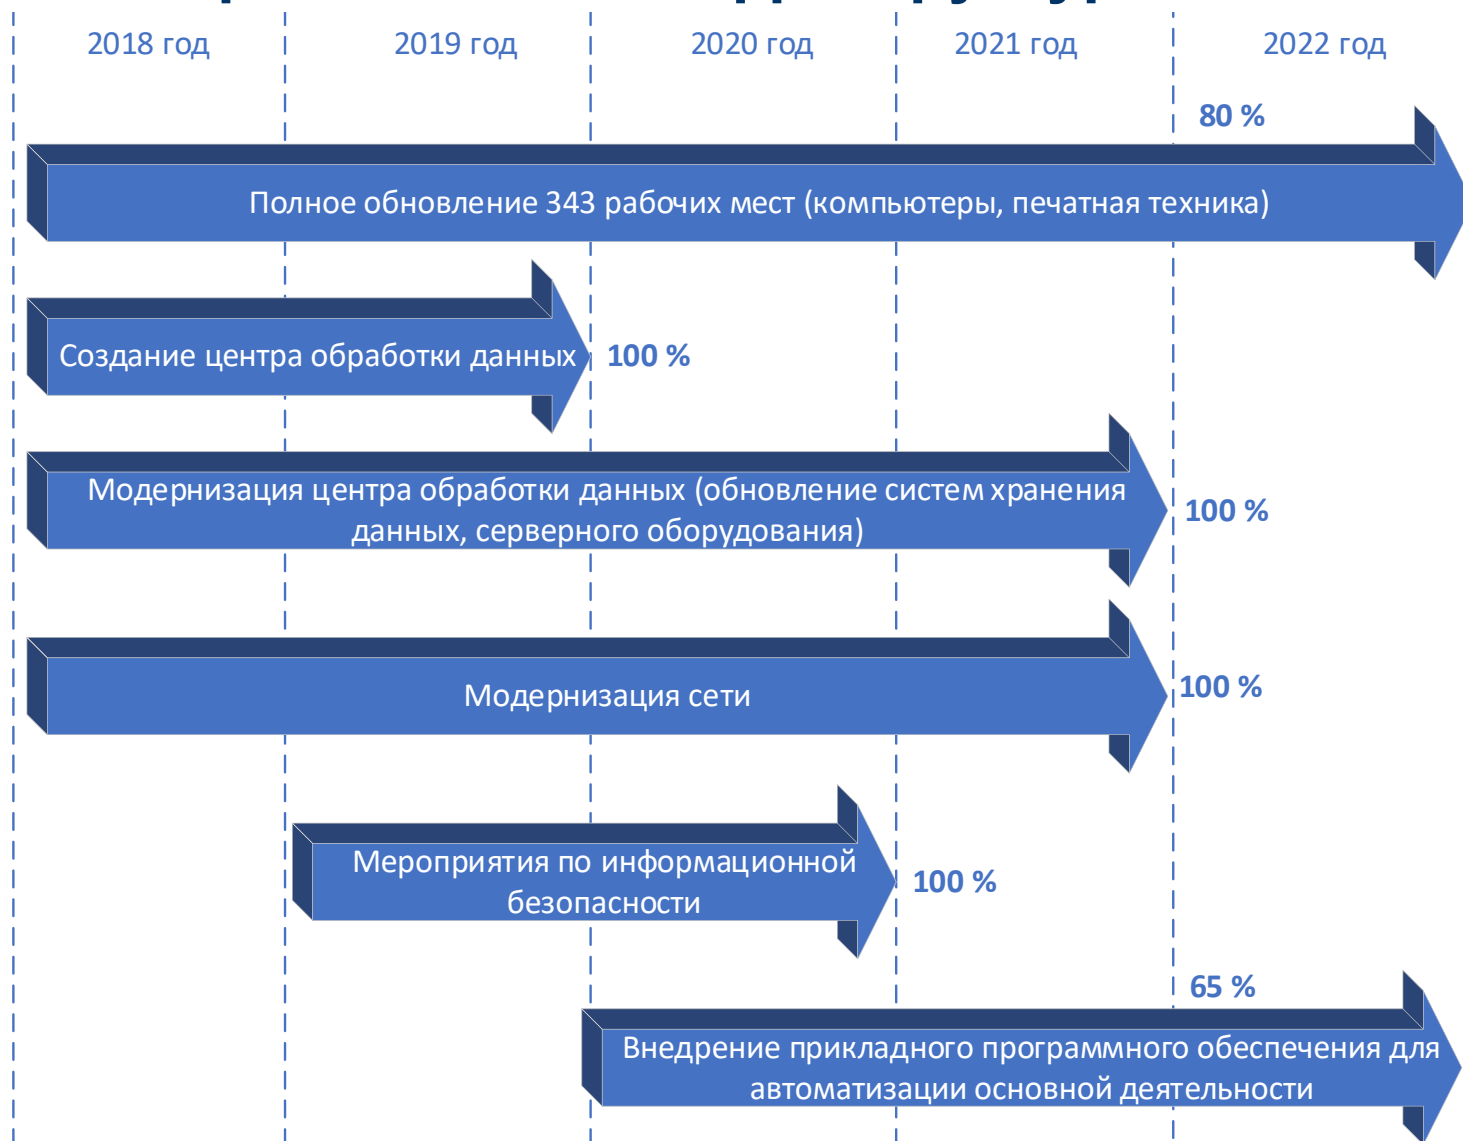 2018 год
2019 год
2020 год
2021 год
2022 год
80 %
Полное обновление 343 рабочих мест (компьютеры, печатная техника)
Создание центра обработки данных
100 %
Модернизация центра обработки данных (обновление систем хранения
данных, серверного оборудования)
100 %
Модернизация сети
100 %
Мероприятия по информационной
безопасности
100 %
65 %
Внедрение прикладного программного обеспечения для
автоматизации основной деятельности